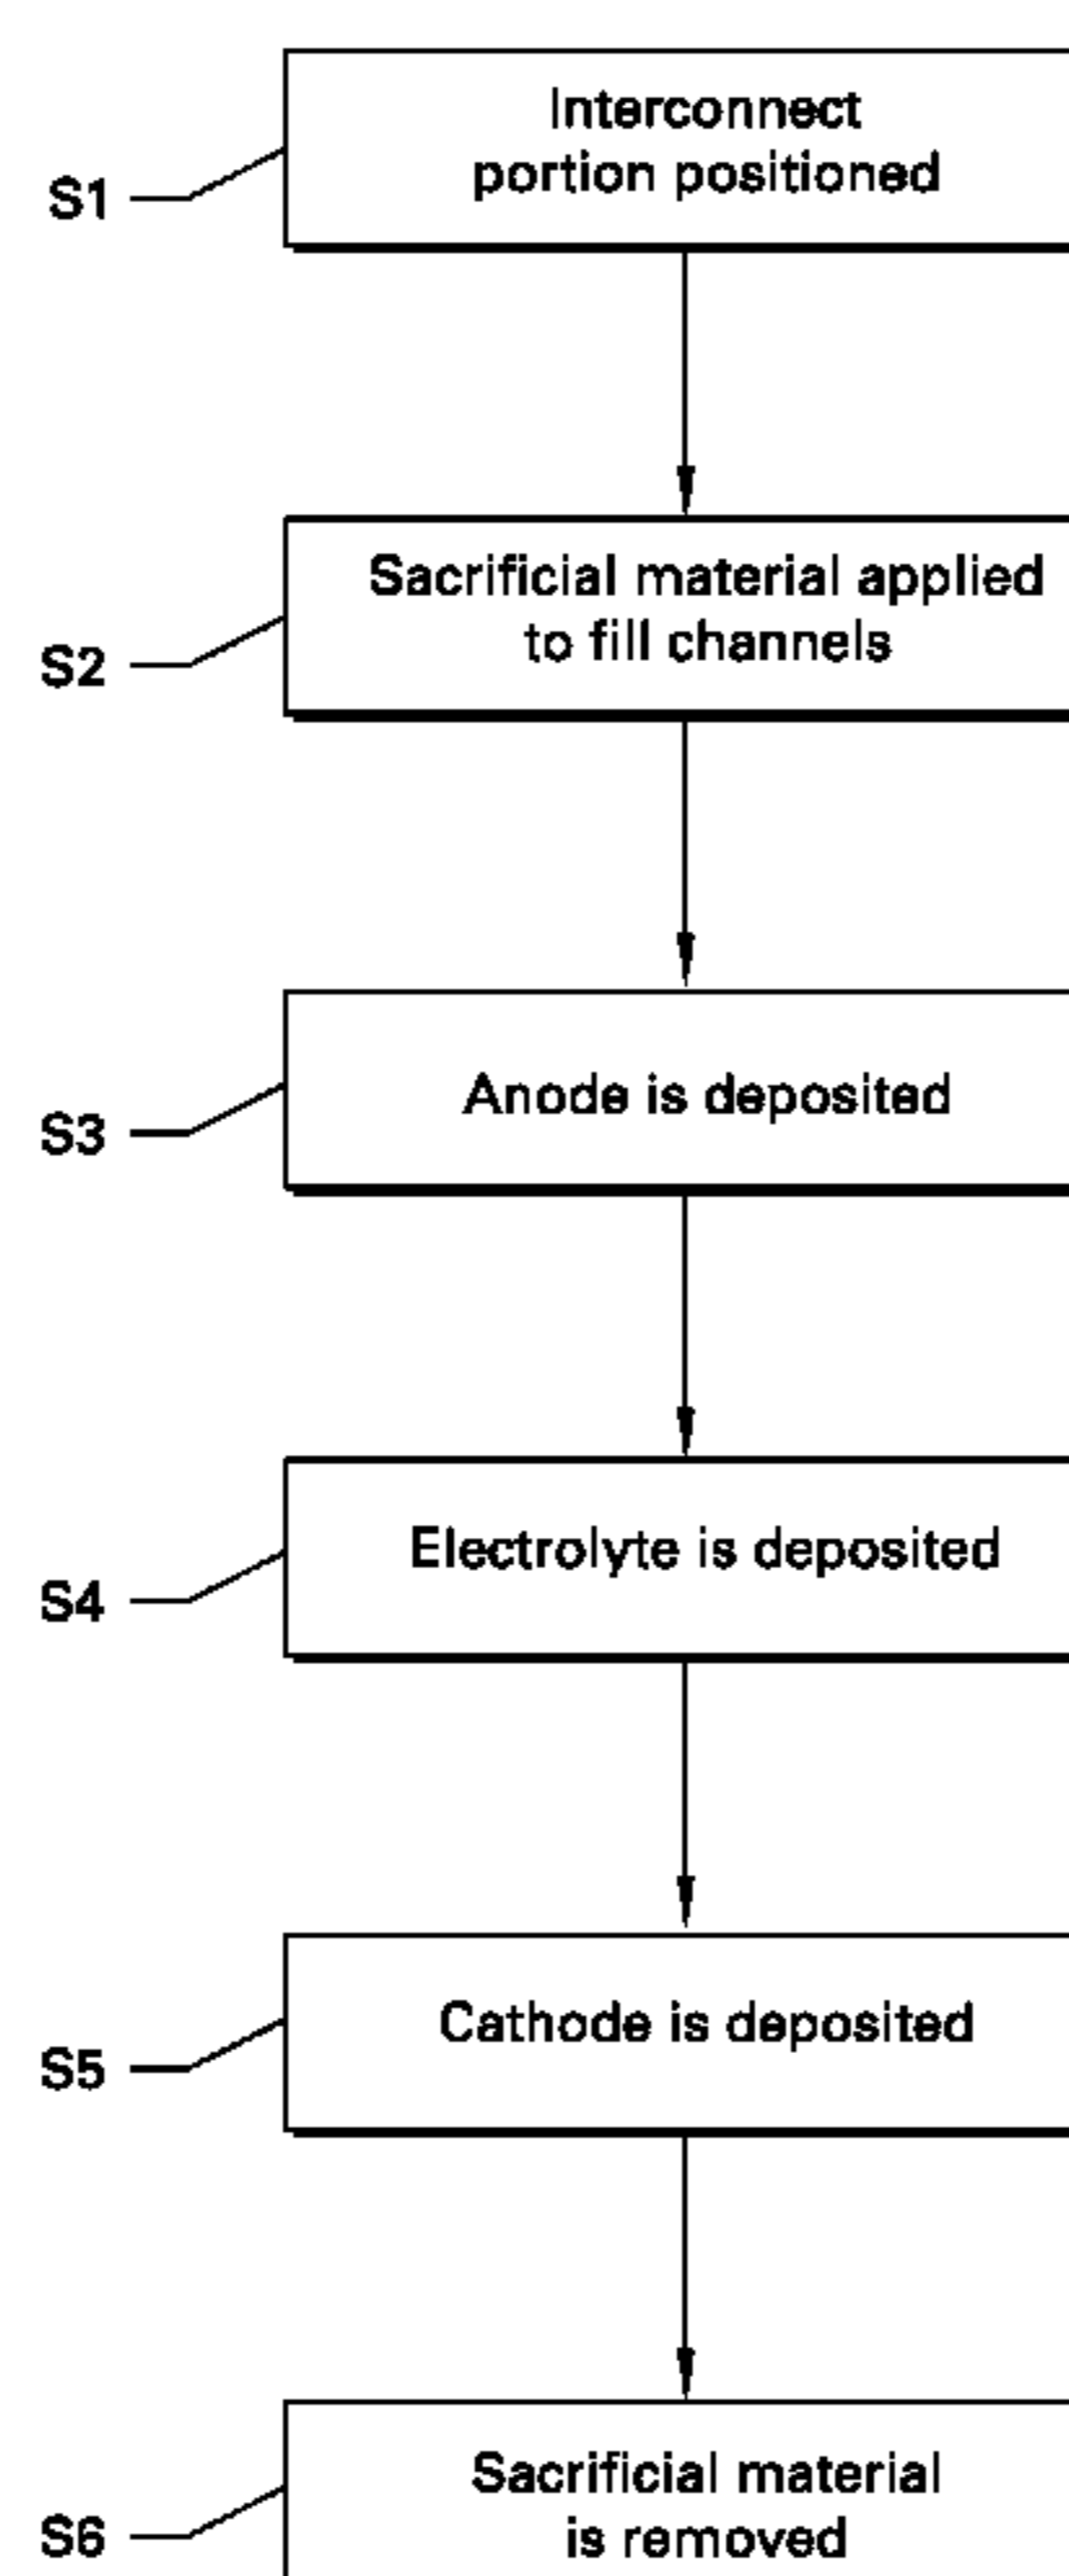 Interconnect
portion positioned
S1
Sacrificial material applied
to fill channels
S2
Anode is deposited
S3
Electrolyte is deposited
S4
Cathode is deposited
S5
Sacrificial material
is removed
S6